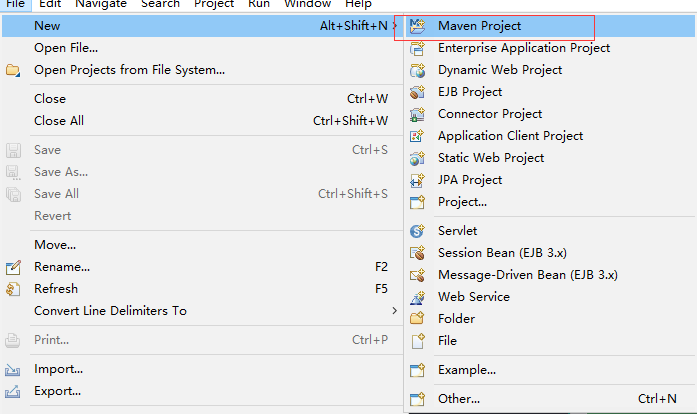 File Edit Navigate Search Project Run Window Help
New Alt+Shift+N
Open File...
Open Projects from File System...
Close Ctrl+W
Close All Ctrl+Shift+W
Save Ctrl+S
Save As...
Save All Ctrl+Shift+S
Revert
Move...
Rename... F2
Refresh F5
Convert Line Delimiters To
Print... Ctrl+P
Import...
Export...
Maven Project
Enterprise Application Project
Dynamic Web Project
EJB Project
Connector Project
Application Client Project
Static Web Project
JPA Project
Project...
Servlet
Session Bean (EJB 3.x)
Message-Driven Bean (EJB 3.x)
Web Service
Folder
File
Example...
Other... Ctrl+N